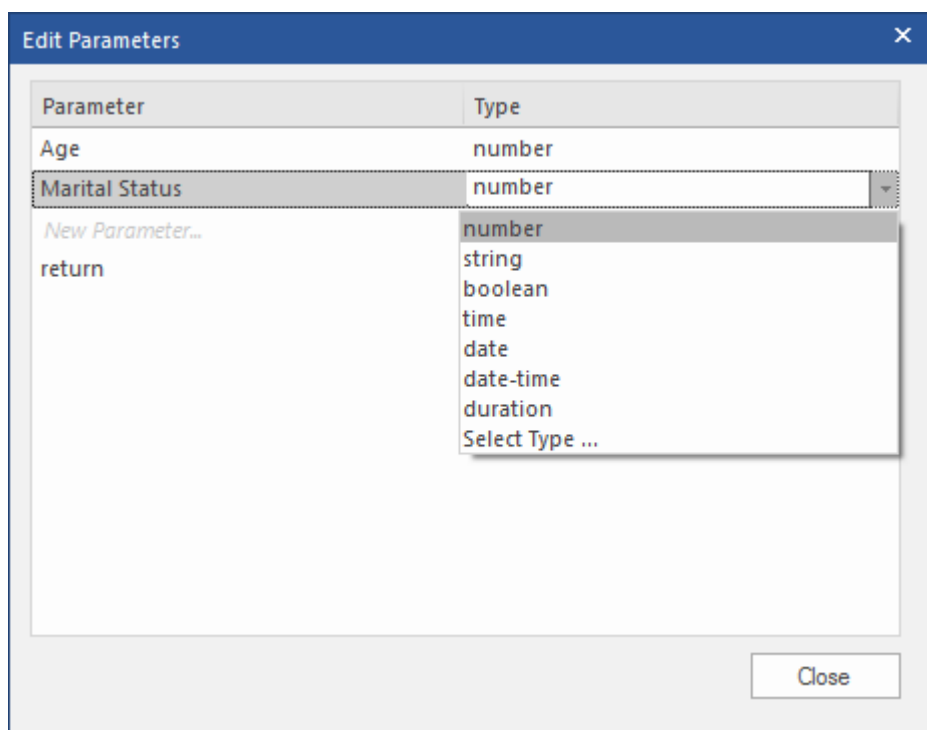 Edit Parameters
Parameter Type
Age number
Marital Status number
New Parameter...
return
number
string
boolean
time
date
date-time
duration
Select Type ...
Close